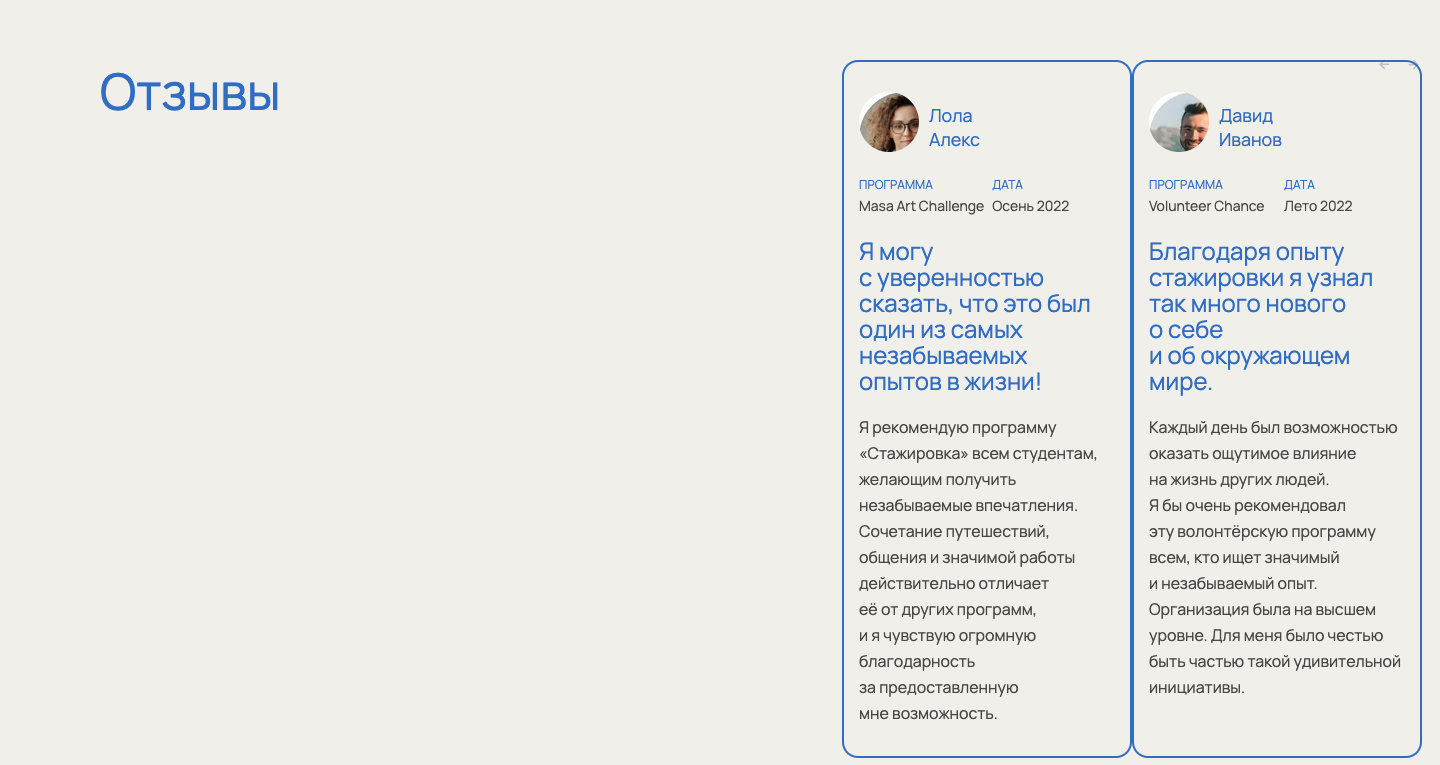 Отзывы
Лола
Алекс
ПРОГРАММА
ДАТА
Masa Art Challenge
Осень 2022
Я могу
с уверенностью
сказать, что это был
один из самых
незабываемых
опытов в жизни!
Я рекомендую программу
«Стажировка» всем студентам,
желающим получить
незабываемые впечатления.
Сочетание путешествий,
общения и значимой работы
действительно отличает
её от других программ,
и я чувствую огромную
благодарность
за предоставленную
мне возможность.
Давид
Иванов
ПРОГРАММА
ДАТА
Volunteer Chance
Лето 2022
Благодаря опыту
стажировки я узнал
так много нового
о себе
и об окружающем
мире.
Каждый день был возможностью
оказать ощутимое влияние
на жизнь других людей.
Я бы очень рекомендовал
эту волонтёрскую программу
всем, кто ищет значимый
и незабываемый опыт.
Организация была на высшем
уровне. Для меня было честью
быть частью такой удивительной
инициативы.